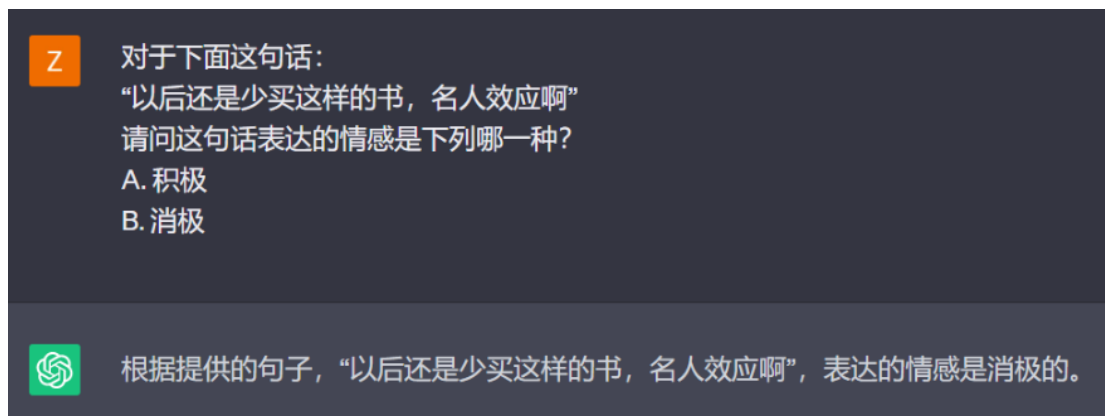 Z
对于下面这句话：
“以后还是少买这样的书，名人效应啊”
请问这句话表达的情感是下列哪一种？
A. 积极
B. 消极
根据提供的句子，“以后还是少买这样的书，名人效应啊”，表达的情感是消极的。